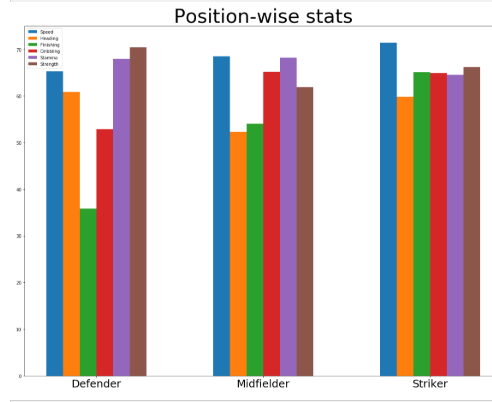 Position-wise stats
Speed
Heading
Finishing
Dribbling
Stamina
Strength
70
60
50
40
30
20
10
0
Defender Midfielder Striker